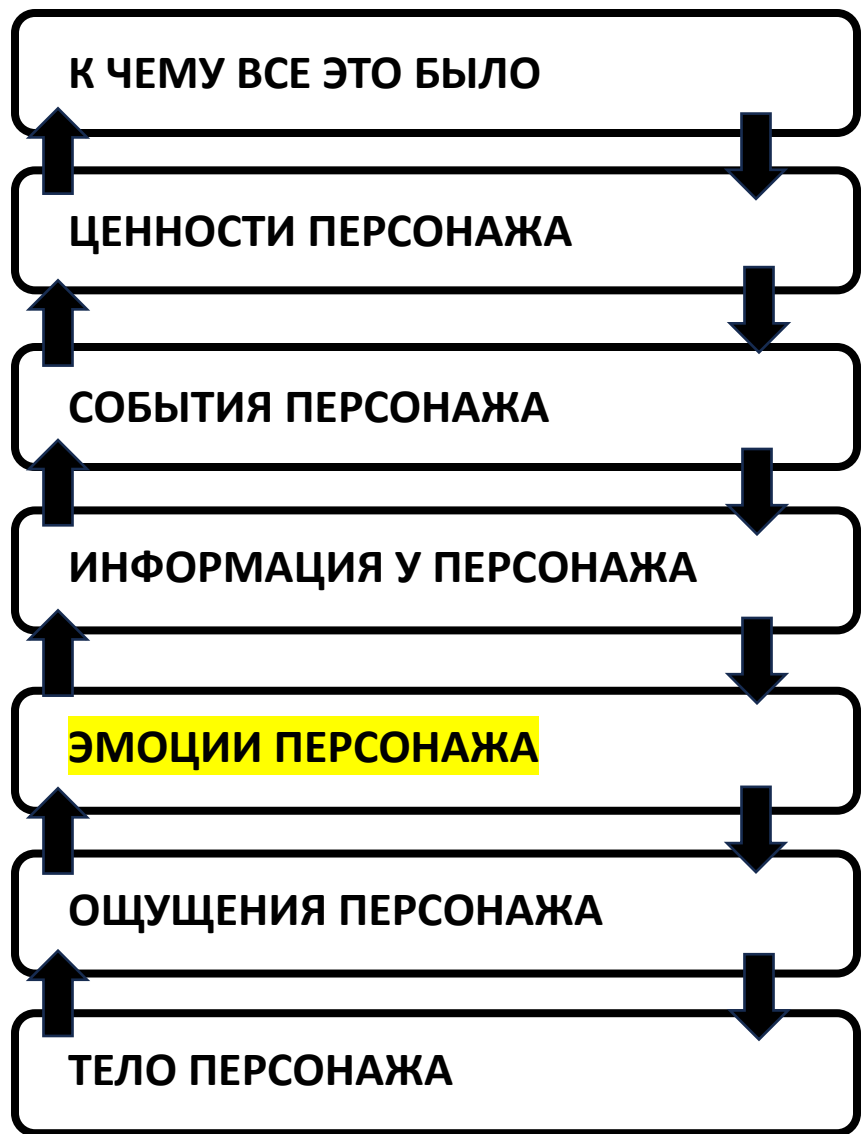 К ЧЕМУ ВСЕ ЭТО БЫЛО
ЦЕННОСТИ ПЕРСОНАЖА
СОБЫТИЯ ПЕРСОНАЖА
ИНФОРМАЦИЯ У ПЕРСОНАЖА
ЭМОЦИИ ПЕРСОНАЖА
ОЩУЩЕНИЯ ПЕРСОНАЖА
ТЕЛО ПЕРСОНАЖА